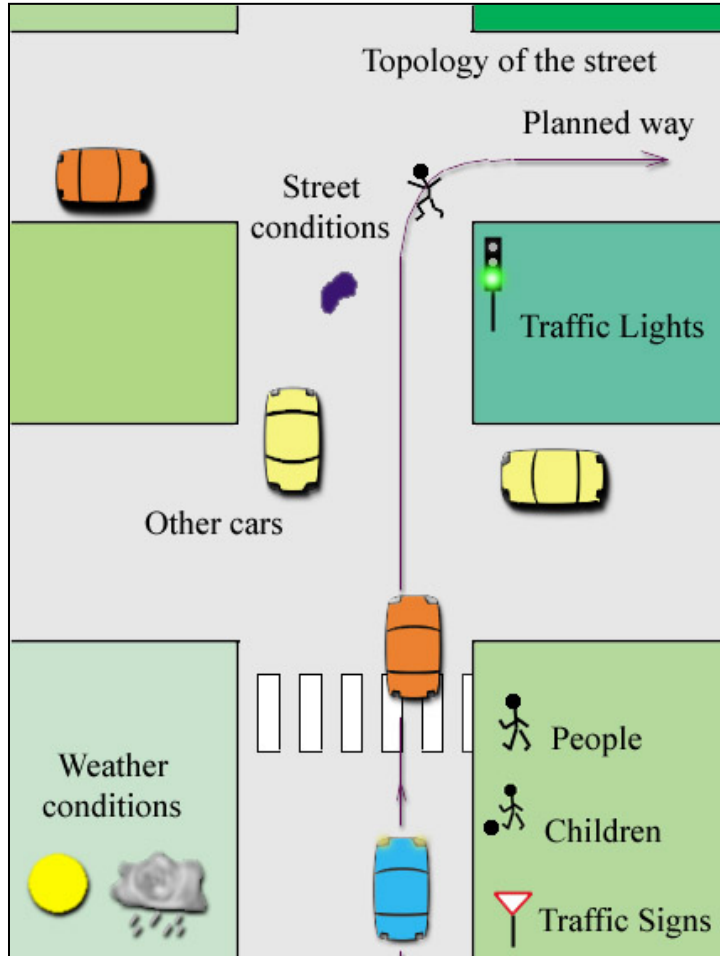 Topology of the street
Planned way
Street
conditions
Traffic Lights
Other cars
Weather
conditions
People
Children
Traffic Signs